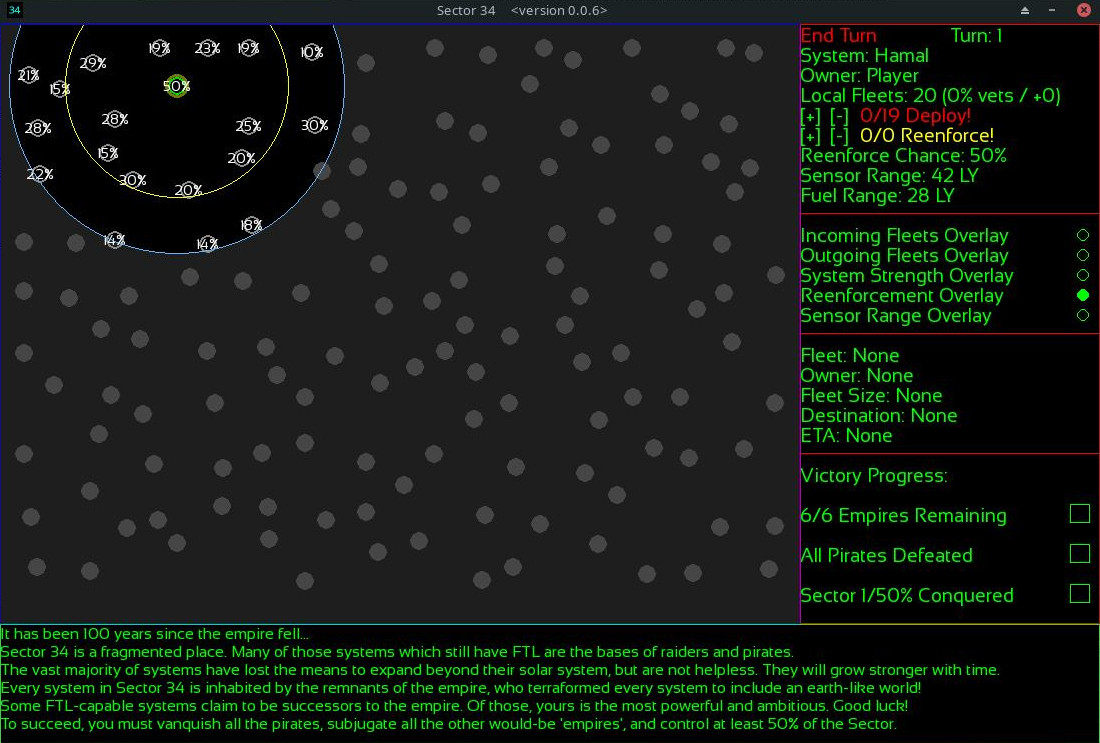 34
Sector 34 <version 0.0.6>
End Turn Turn: 1
System: Hamal
Owner: Player
Local Fleets: 20 (0% vets / +0)
[+] [-] 0/19 Deploy!
[+] [-] 0/0 Reenforce!
Reenforce Chance: 50%
Sensor Range: 42 LY
Fuel Range: 28 LY
Incoming Fleets Overlay
Outgoing Fleets Overlay
System Strength Overlay
Reenforcement Overlay
Sensor Range Overlay
Fleet: None
Owner: None
Fleet Size: None
Destination: None
ETA: None
Victory Progress:
6/6 Empires Remaining
All Pirates Defeated
Sector 1/50% Conquered
19% 23% 19% 10%
29%
21%
15% 50%
28%
28% 25% 30%
15% 20%
22% 30% 20%
18%
14% 14%
It has been 100 years since the empire fell...
Sector 34 is a fragmented place. Many of those systems which still have FTL are the bases of raiders and pirates.
The vast majority of systems have lost the means to expand beyond their solar system, but are not helpless. They will grow stronger with time.
Every system in Sector 34 is inhabited by the remnants of the empire, who terraformed every system to include an earth-like world!
Some FTL-capable systems claim to be successors to the empire. Of those, yours is the most powerful and ambitious. Good luck!
To succeed, you must vanquish all the pirates, subjugate all the other would-be 'empires', and control at least 50% of the Sector.